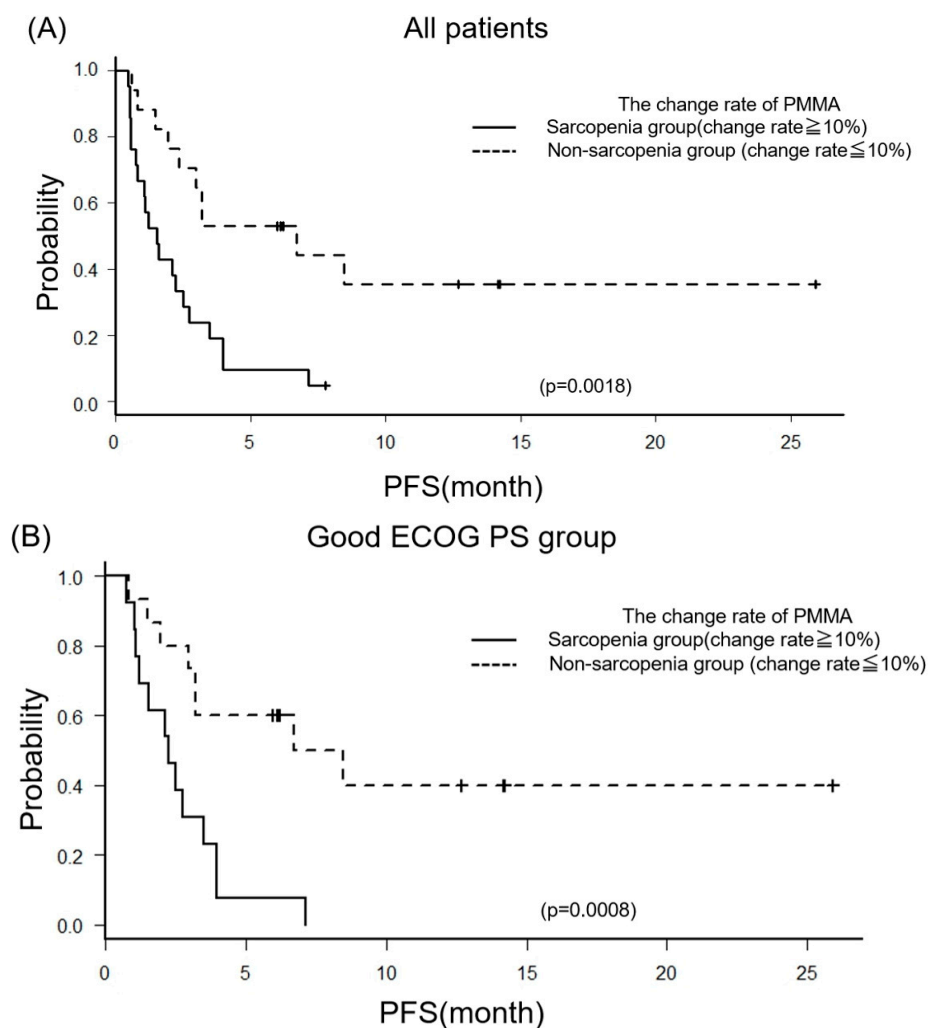 (A)
All patients
1.0
0.8
0.6
0.4
0.2
0.0
Probability
The change rate of PMMA
Sarcopenia group(change rate≧10%)
Non-sarcopenia group (change rate≦10%)
(p=0.0018)
0 5 10 15 20 25
PFS(month)
(B)
Good ECOG PS group
1.0
0.8
0.6
0.4
0.2
0.0
Probability
The change rate of PMMA
Sarcopenia group(change rate≧10%)
Non-sarcopenia group (change rate≦10%)
(p=0.0008)
0 5 10 15 20 25
PFS(month)